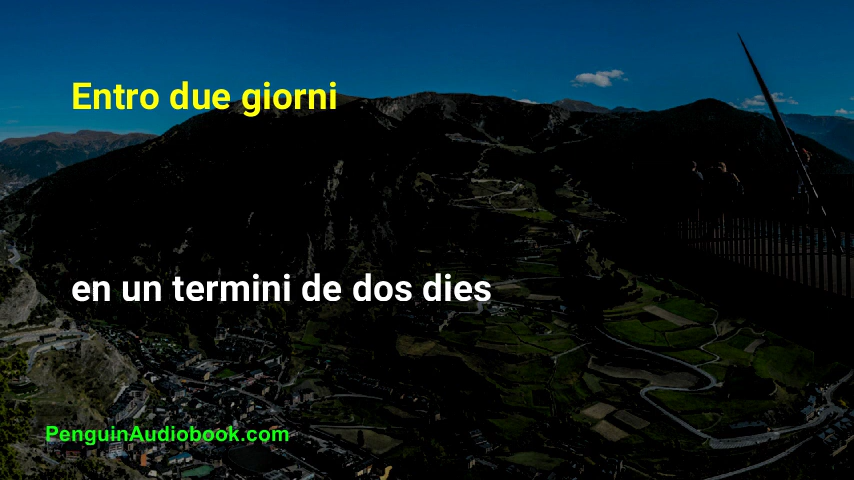 Entro due giorni
en un termini de dos dies
PenguinAudiobook.com